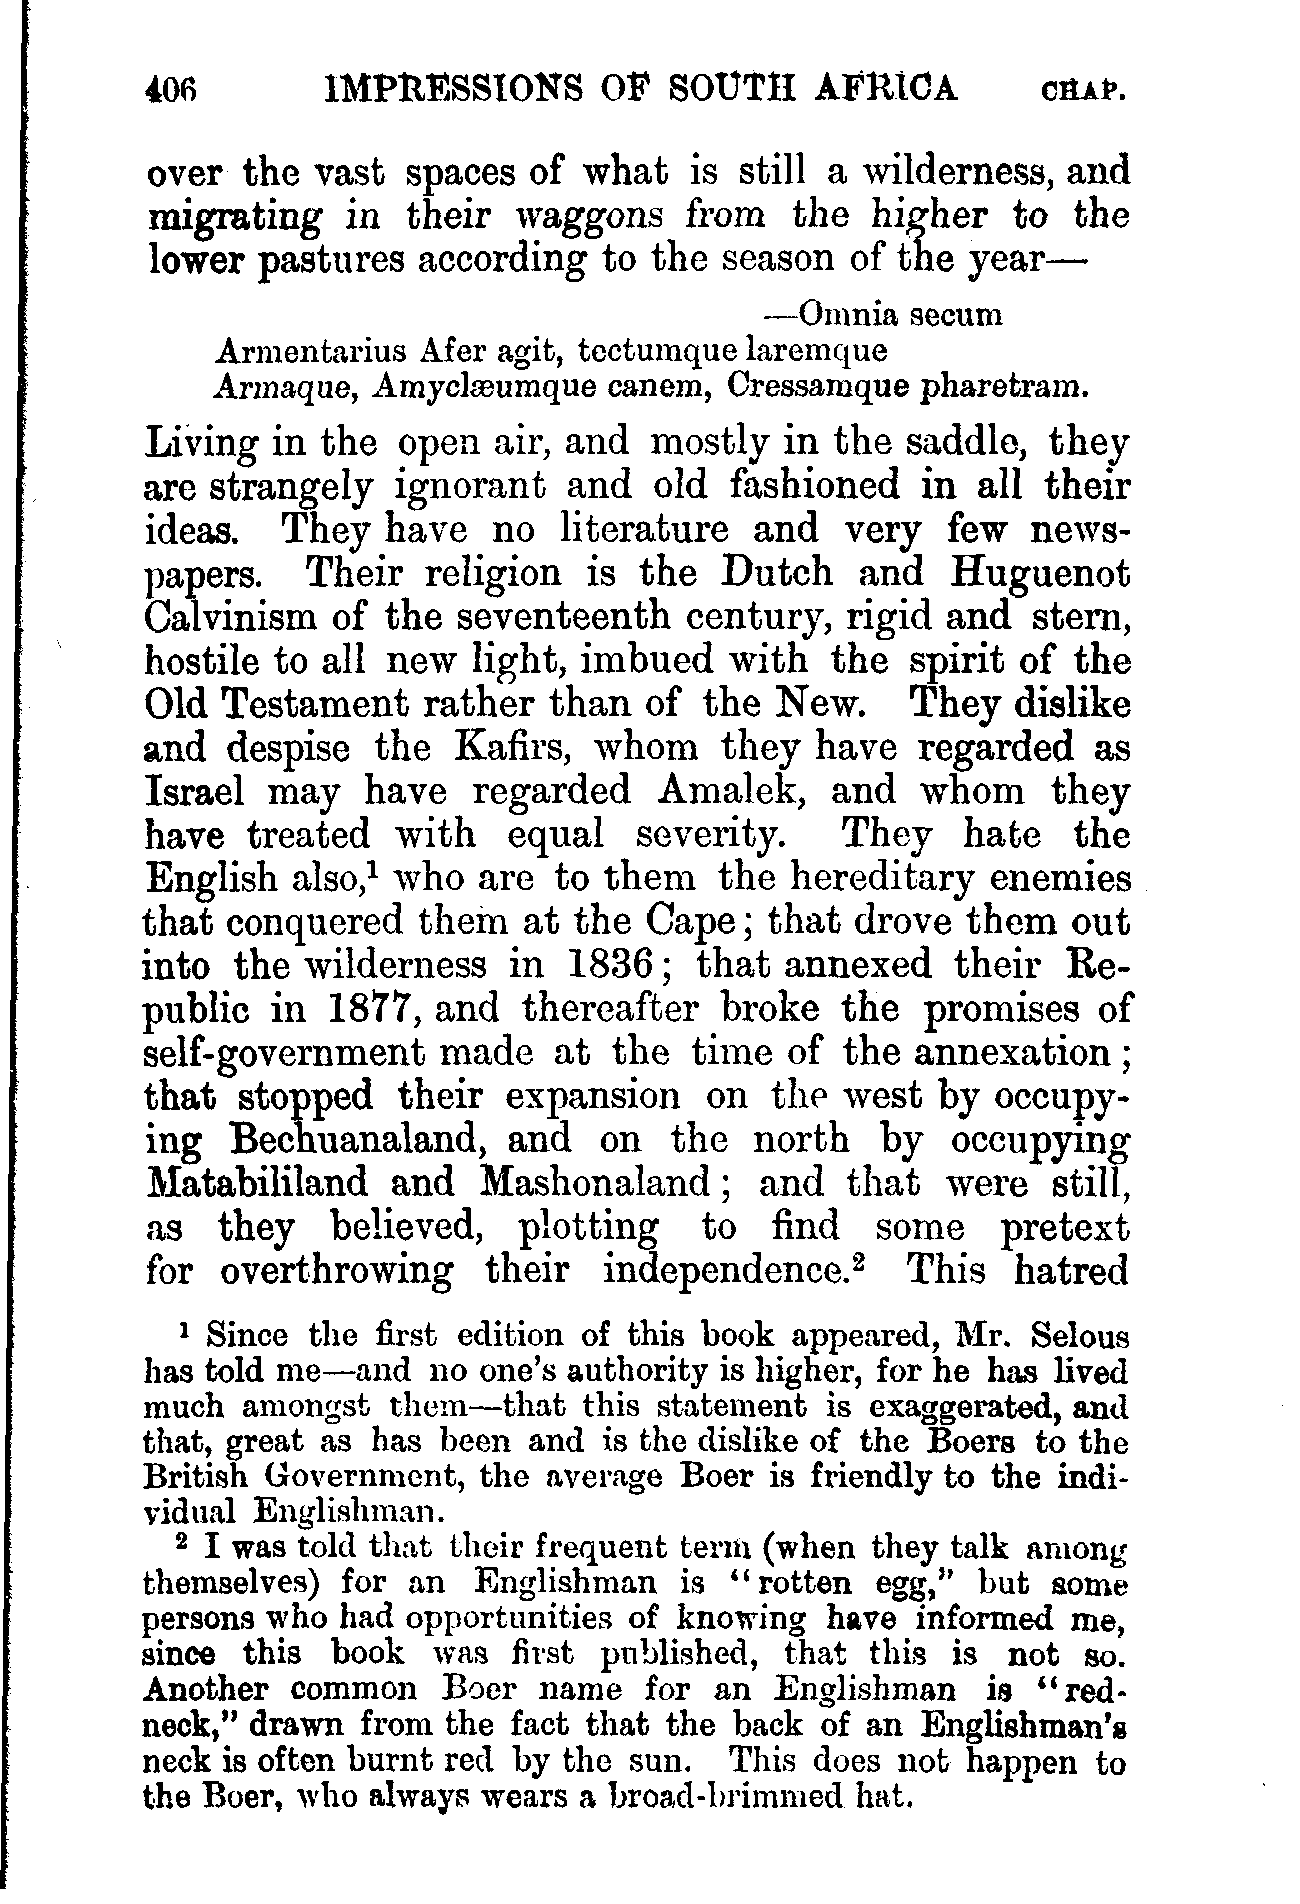 406 IMPRESSIONS OF SOUTH AFRICA CHAP.
over the vast spaces of what is still a wilderness, and
migrating in their waggons from the higher to the
lower pastures according to the season of the year—
—Omnia secum
Armentarius Afer agit, tectumque laremque
Armaque, Amyclæumque canem, Cressamque pharetram.
Living in the open air, and mostly in the saddle, they
are strangely ignorant and old fashioned in all their
ideas. They have no literature and very few news-
papers. Their religion is the Dutch and Huguenot
Calvinism of the seventeenth century, rigid and stern,
hostile to all new light, imbued with the spirit of the
Old Testament rather than of the New. They dislike
and despise the Kafirs, whom they have regarded as
Israel may have regarded Amalek, and whom they
have treated with equal severity. They hate the
English also,¹ who are to them the hereditary enemies
that conquered them at the Cape; that drove them out
into the wilderness in 1836; that annexed their Re-
public in 1877, and thereafter broke the promises of
self-government made at the time of the annexation;
that stopped their expansion on the west by occupy-
ing Bechuanaland, and on the north by occupying
Matabililand and Mashonaland; and that were still,
as they believed, plotting to find some pretext
for overthrowing their independence.² This hatred
¹ Since the first edition of this book appeared, Mr. Selous
has told me—and no one's authority is higher, for he has lived
much amongst them—that this statement is exaggerated, and
that, great as has been and is the dislike of the Boers to the
British Government, the average Boer is friendly to the indi-
vidual Englishman.
² I was told that their frequent term (when they talk among
themselves) for an Englishman is "rotten egg," but some
persons who had opportunities of knowing have informed me,
since this book was first published, that this is not so.
Another common Boer name for an Englishman is "red-
neck," drawn from the fact that the back of an Englishman's
neck is often burnt red by the sun. This does not happen to
the Boer, who always wears a broad-brimmed hat.